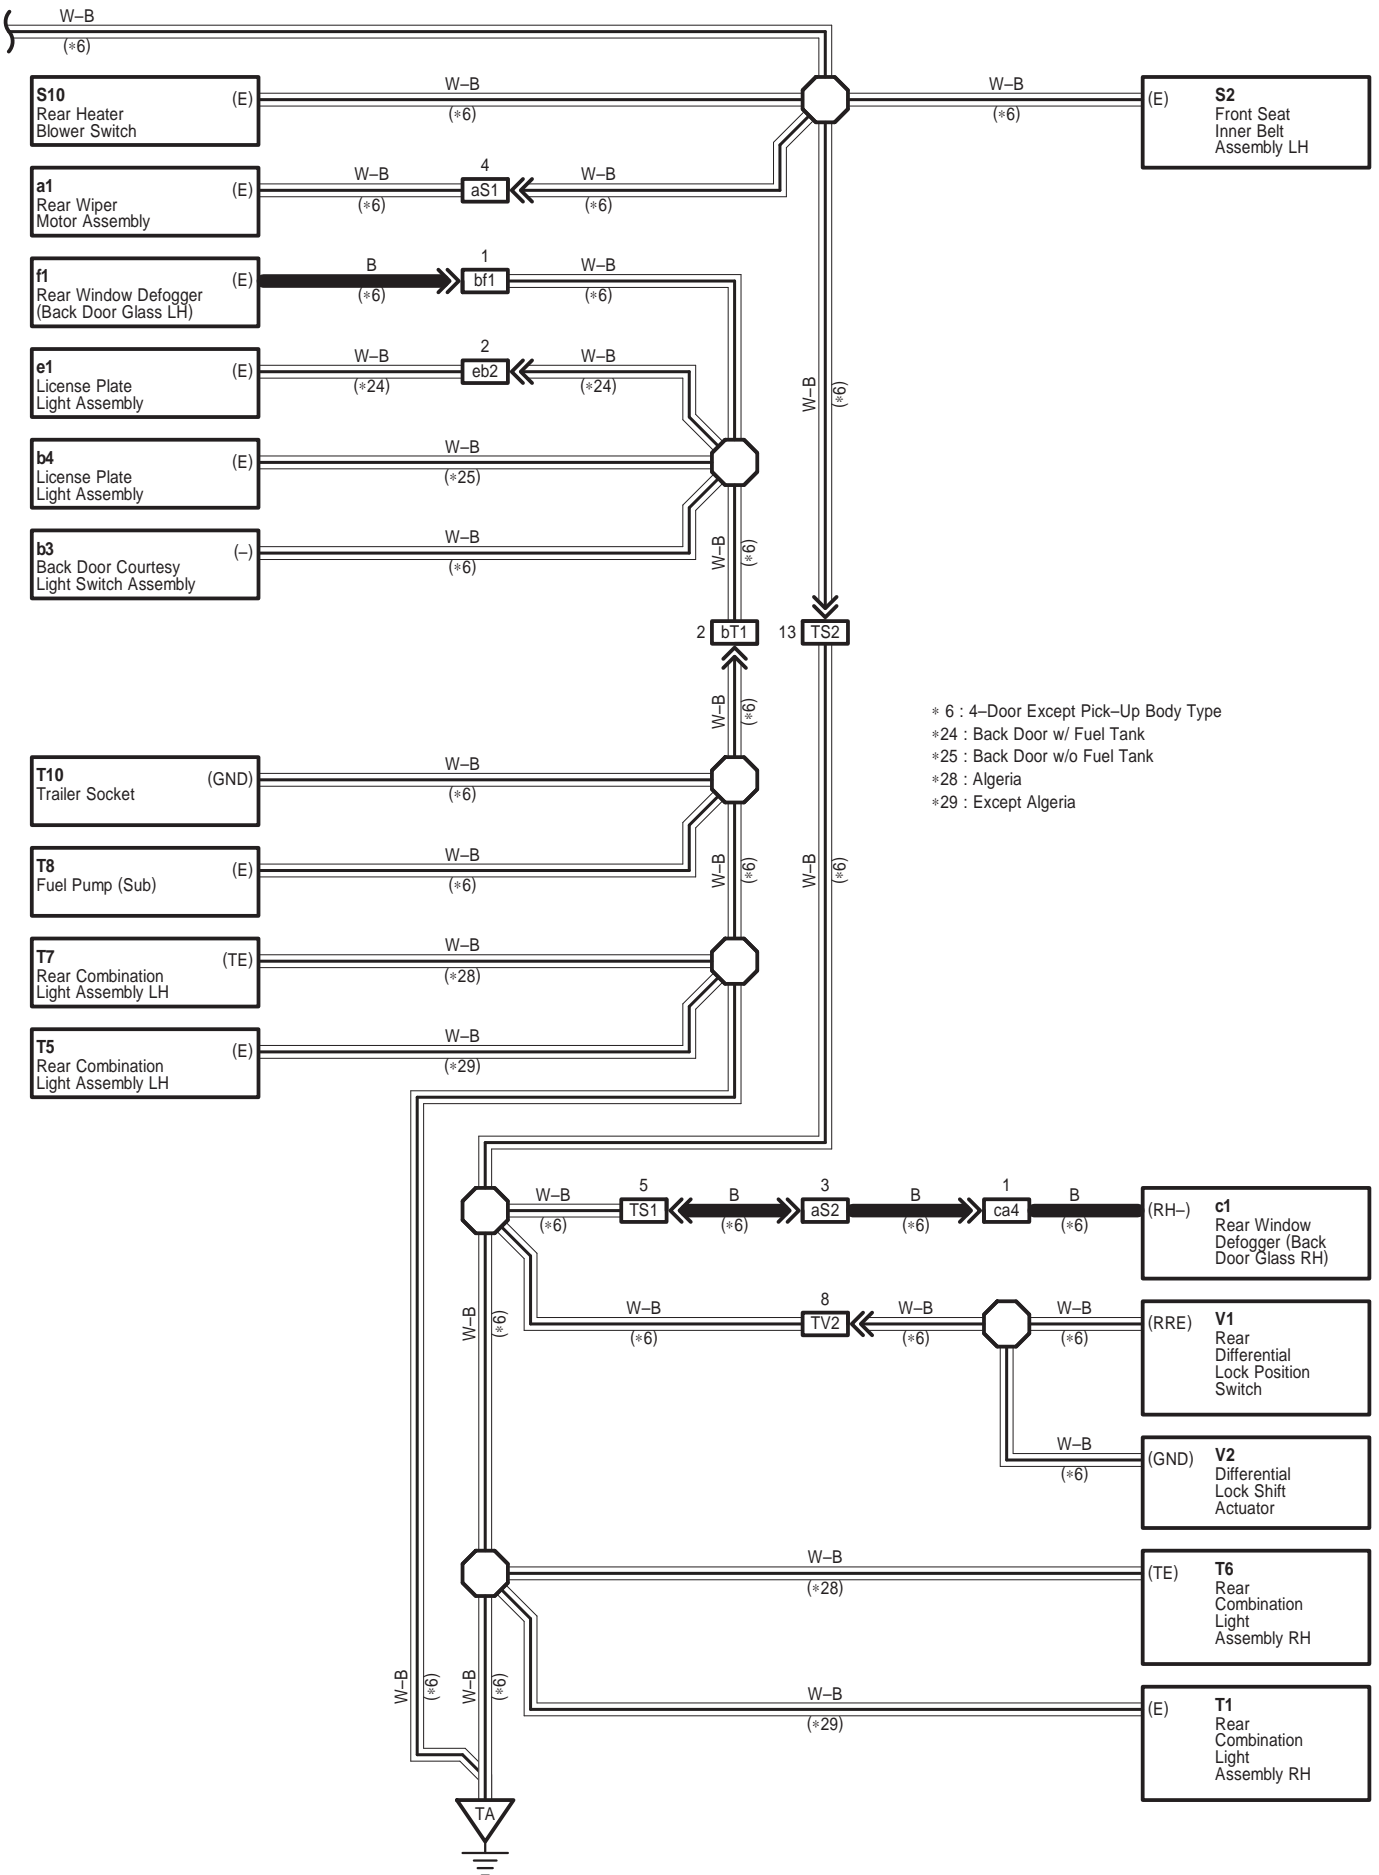 W–B
(*6)
S10
Rear Heater
Blower Switch
(E)
W–B
(*6)
W–B
(*6)
(E)
S2
Front Seat
Inner Belt
Assembly LH
a1
Rear Wiper
Motor Assembly
(E)
W–B
(*6)
4
aS1
W–B
(*6)
f1
Rear Window Defogger
(Back Door Glass LH)
(E)
B
(*6)
1
bf1
W–B
(*6)
e1
License Plate
Light Assembly
(E)
W–B
(*24)
2
eb2
W–B
(*24)
W–B
(*6)
b4
License Plate
Light Assembly
(E)
W–B
(*25)
b3
Back Door Courtesy
Light Switch Assembly
(–)
W–B
(*6)
W–B
(*6)
2 bT1
13 TS2
W–B
(*6)
* 6 : 4–Door Except Pick–Up Body Type
*24 : Back Door w/ Fuel Tank
*25 : Back Door w/o Fuel Tank
*28 : Algeria
*29 : Except Algeria
T10
Trailer Socket
(GND)
W–B
(*6)
T8
Fuel Pump (Sub)
(E)
W–B
(*6)
W–B
(*6)
W–B
(*6)
T7
Rear Combination
Light Assembly LH
(TE)
W–B
(*28)
T5
Rear Combination
Light Assembly LH
(E)
W–B
(*29)
W–B
(*6)
5
TS1
B
(*6)
3
aS2
B
(*6)
1
ca4
B
(*6)
(RH–)
c1
Rear Window
Defogger (Back
Door Glass RH)
W–B
(*6)
W–B
(*6)
8
TV2
W–B
(*6)
W–B
(*6)
(RRE)
V1
Rear
Differential
Lock Position
Switch
W–B
(*6)
(GND)
V2
Differential
Lock Shift
Actuator
W–B
(*28)
(TE)
T6
Rear
Combination
Light
Assembly RH
W–B
(*6)
W–B
(*6)
W–B
(*29)
(E)
T1
Rear
Combination
Light
Assembly RH
TA